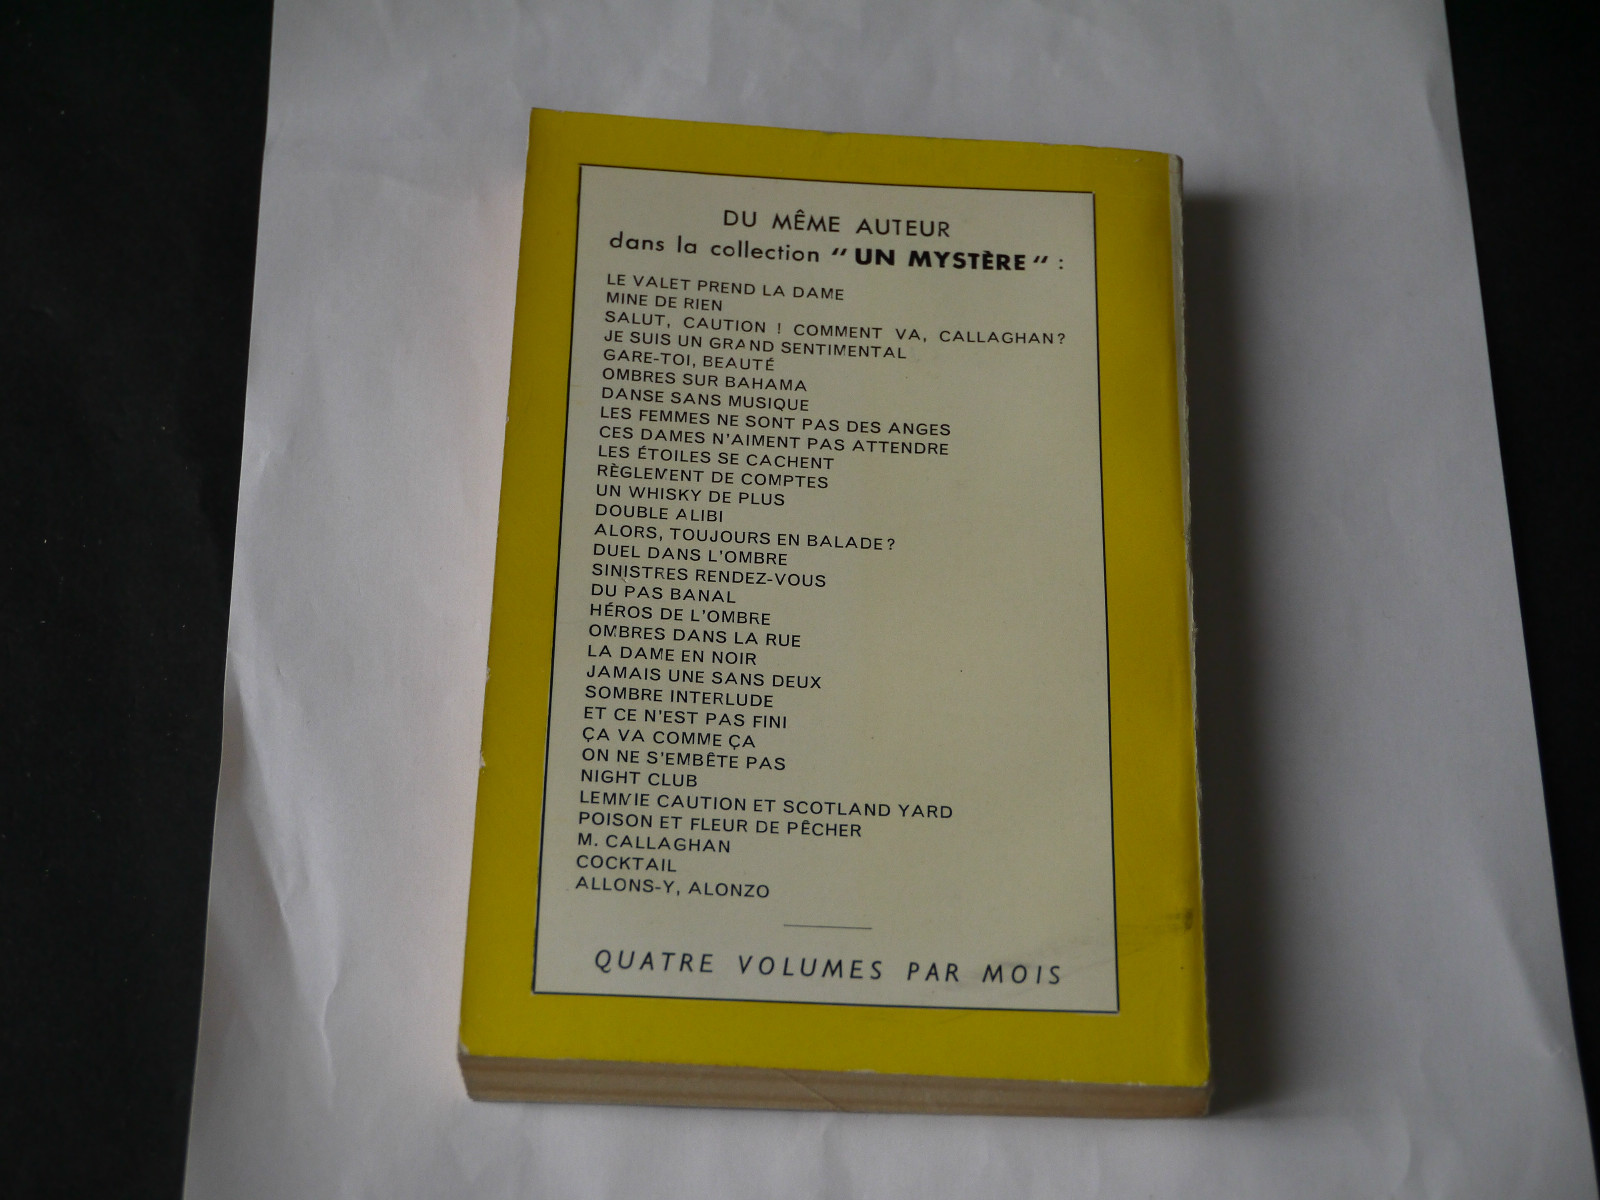 DU MÊME AUTEUR
dans la collection "UN MYSTÈRE" :
LE VALET PREND LA DAME
MINE DE RIEN
SALUT, CAUTION ! COMMENT VA, CALLAGHAN ?
JE SUIS UN GRAND SENTIMENTAL
GARE-TOI, BEAUTÉ
OMBRES SUR BAHAMA
DANSE SANS MUSIQUE
LES FEMMES NE SONT PAS DES ANGES
CES DAMES N'AIMENT PAS ATTENDRE
LES ÉTOILES SE CACHENT
RÈGLEMENT DE COMPTES
UN WHISKY DE PLUS
DOUBLE ALIBI
ALORS, TOUJOURS EN BALADE ?
DUEL DANS L'OMBRE
SINISTRES RENDEZ-VOUS
DU PAS BANAL
HÉROS DE L'OMBRE
OMBRES DANS LA RUE
LA DAME EN NOIR
JAMAIS UNE SANS DEUX
SOMBRE INTERLUDE
ET CE N'EST PAS FINI
ÇA VA COMME ÇA
ON NE S'EMBÊTE PAS
NIGHT CLUB
LEMMIE CAUTION ET SCOTLAND YARD
POISON ET FLEUR DE PÊCHER
M. CALLAGHAN
COCKTAIL
ALLONS-Y, ALONZO
QUATRE VOLUMES PAR MOIS